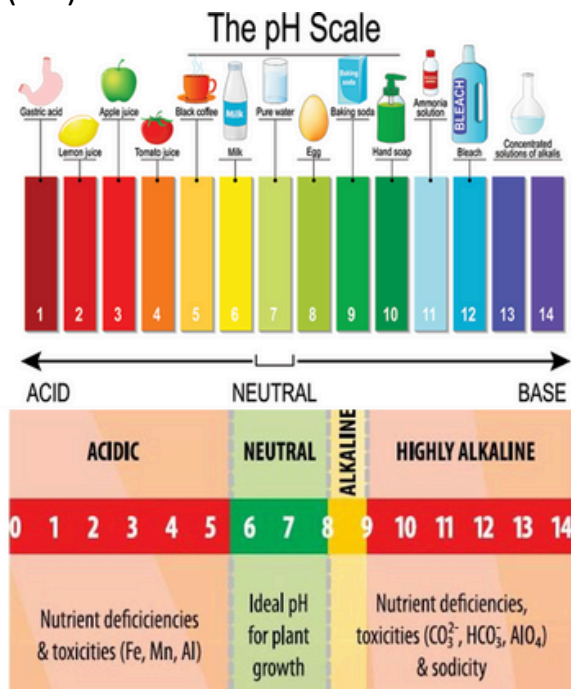 The pH Scale
Gastric acid
Lemon juice
Apple juice
Tomato juice
Black coffee
Milk
Milk
Pure water
Egg
Baking soda
Baking soda
Hand soap
Ammonia
solution
BLEACH
Bleach
Concentrated
solutions of alkalis
1 2 3 4 5 6 7 8 9 10 11 12 13 14
ACID NEUTRAL BASE
ACIDIC NEUTRAL ALKALINE HIGHLY ALKALINE
0 1 2 3 4 5 6 7 8 9 10 11 12 13 14
Nutrient deficiciencies
& toxicities (Fe, Mn, Al)
Ideal pH
for plant
growth
Nutrient deficiencies,
toxicities (CO₃²⁻, HCO₃⁻, AlO₄)
& sodicity